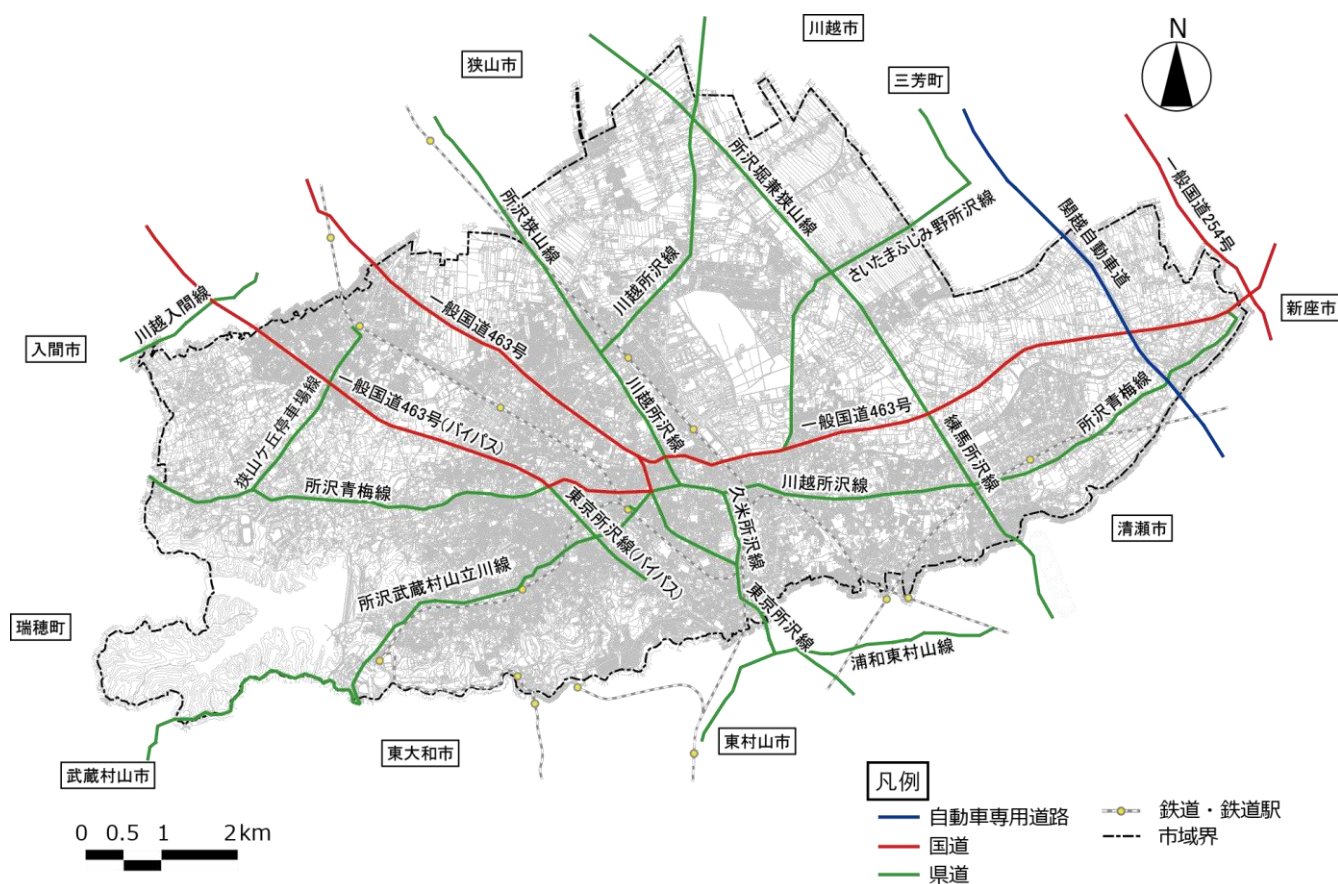 川越市
N
狭山市
三芳町
一般国道254号
所沢堀兼狭山線
所沢狭山線
さいたまふじみ野所沢線
関越自動車道
川越所沢線
新座市
川越入間線
一般国道463号
入間市
一般国道463号(バイパス)
川越所沢線
一般国道463号
所沢青梅線
狭山ケ丘停車場線
練馬所沢線
所沢青梅線
川越所沢線
久米所沢線
東京所沢線(バイパス)
清瀬市
所沢武蔵村山立川線
東京所沢線
瑞穂町
浦和東村山線
東大和市
東村山市
武蔵村山市
凡例
自動車専用道路
鉄道・鉄道駅
国道
市域界
県道
0 0.5 1 2km